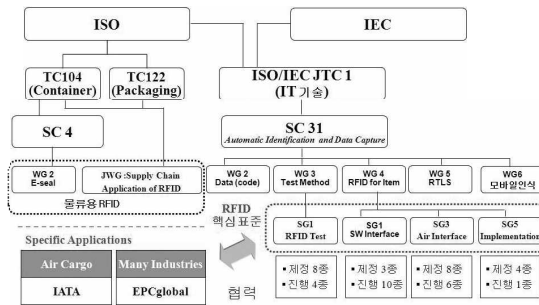 ISO
IEC
TC104
(Container)
TC122
(Packaging)
ISO/IEC JTC 1
(IT 기술)
SC 4
SC 31
Automatic Identification and Data Capture
WG 2
E-seal
JWG :Supply Chain
Application of RFID
물류용 RFID
WG 2
Data (code)
WG 3
Test Method
WG 4
RFID for Item
WG 5
RTLS
WG6
모바일인식
RFID
핵심 표준
SG1
RFID Test
SG1
SW Interface
SG3
Air Interface
SG5
Implementation
▪ 제정 8종
▪ 진행 4종
▪ 제정 3종
▪ 진행 10종
▪ 제정 8종
▪ 진행 6종
▪ 제정 4종
▪ 진행 1종
Specific Applications
Air Cargo
Many Industries
IATA
EPCglobal
협력